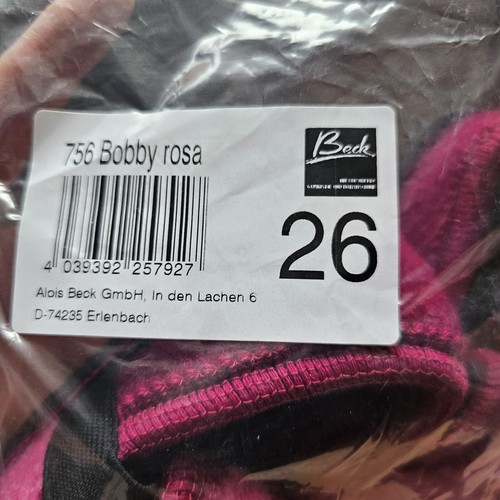 756 Bobby rosa
Beck
26
4 039392 257927
Alois Beck GmbH, In den Lachen 6
D-74235 Erlenbach